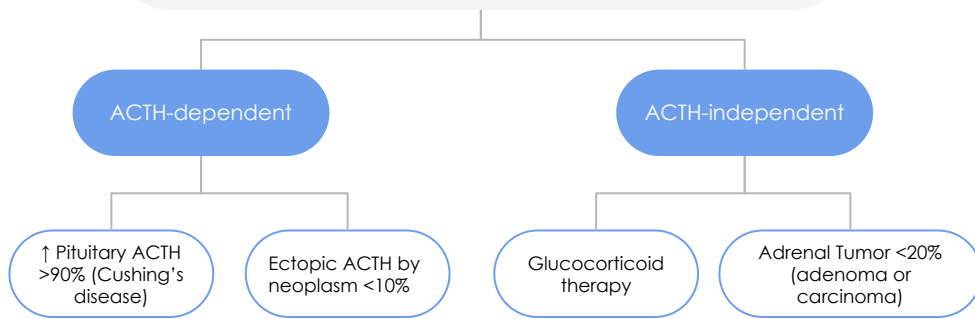 ACTH-dependent
ACTH-independent
↑ Pituitary ACTH
>90% (Cushing’s
disease)
Ectopic ACTH by
neoplasm <10%
Glucocorticoid
therapy
Adrenal Tumor <20%
(adenoma or
carcinoma)